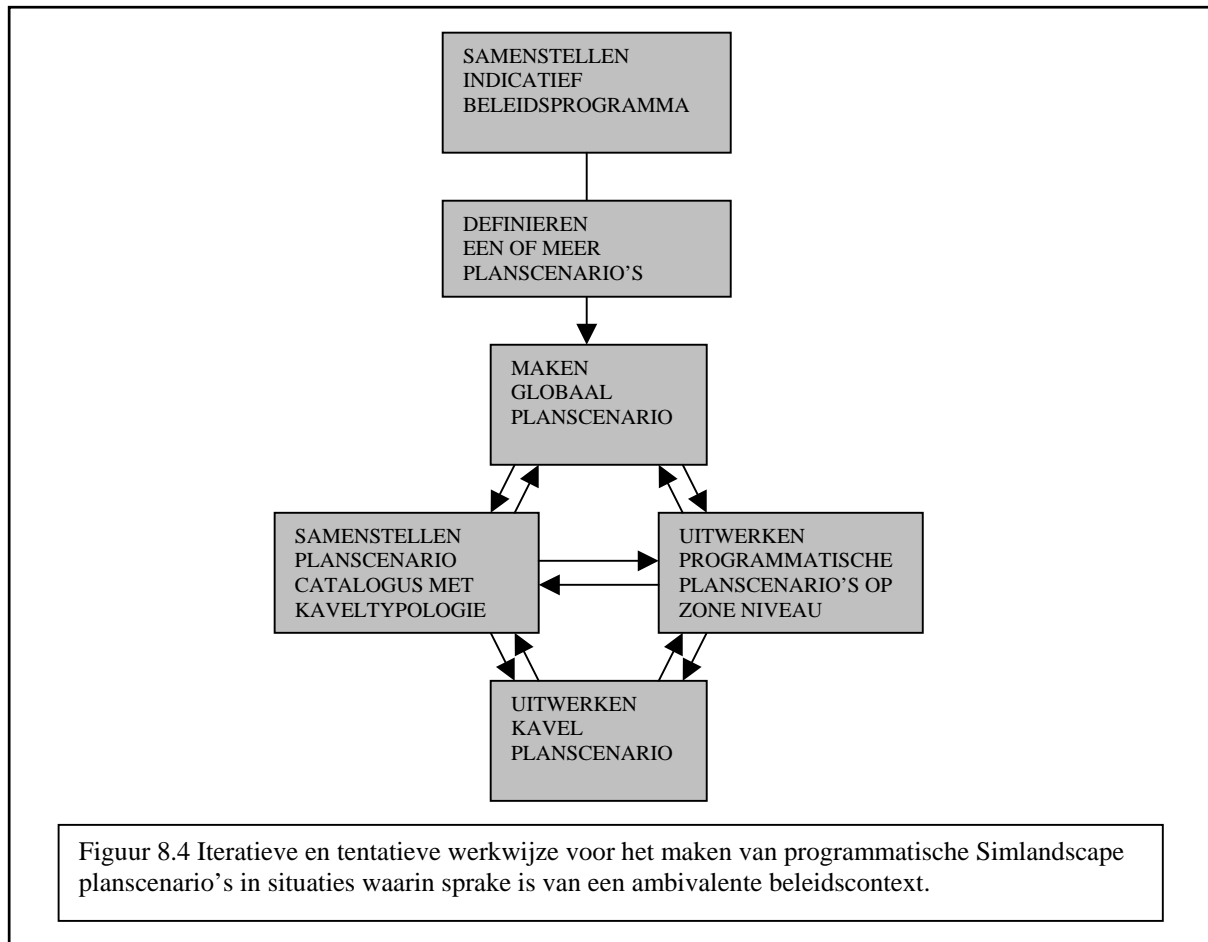 SAMENSTELLEN
INDICATIEF
BELEIDSPROGRAMMA
DEFINIEREN
EEN OF MEER
PLANSCENARIO’S
MAKEN
GLOBAAL
PLANSCENARIO
SAMENSTELLEN
PLANSCENARIO
CATALOGUS MET
KAVELTYPOLOGIE
UITWERKEN
PROGRAMMATISCHE
PLANSCENARIO’S OP
ZONE NIVEAU
UITWERKEN
KAVEL
PLANSCENARIO
Figuur 8.4 Iteratieve en tentatieve werkwijze voor het maken van programmatische Simlandscape
planscenario’s in situaties waarin sprake is van een ambivalente beleidscontext.